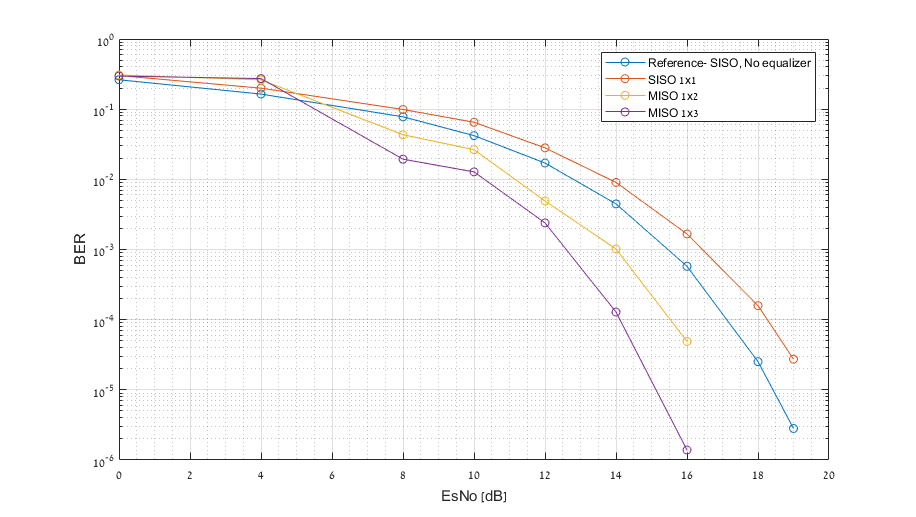 10^0
10^-1
10^-2
10^-3
10^-4
10^-5
10^-6
BER
Reference- SISO, No equalizer
SISO 1x1
MISO 1x2
MISO 1x3
0 2 4 6 8 10 12 14 16 18 20
EsNo [dB]